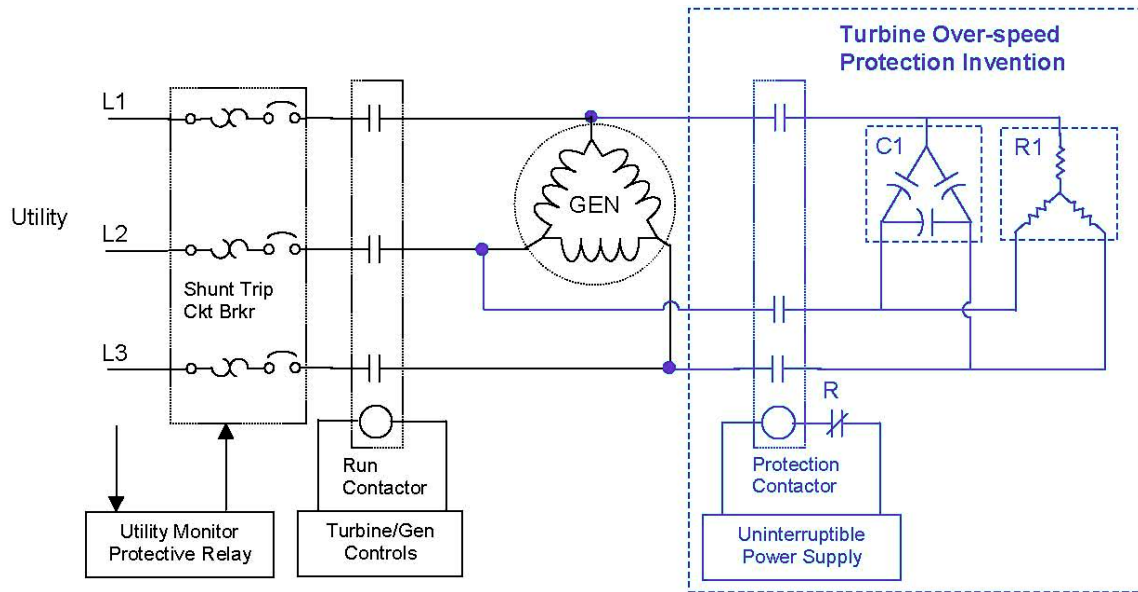 Turbine Over-speed
Protection Invention
L1
C1
R1
GEN
Utility
L2
Shunt Trip
Ckt Brkr
L3
R
Run
Contactor
Protection
Contactor
Utility Monitor
Protective Relay
Turbine/Gen
Controls
Uninterruptible
Power Supply